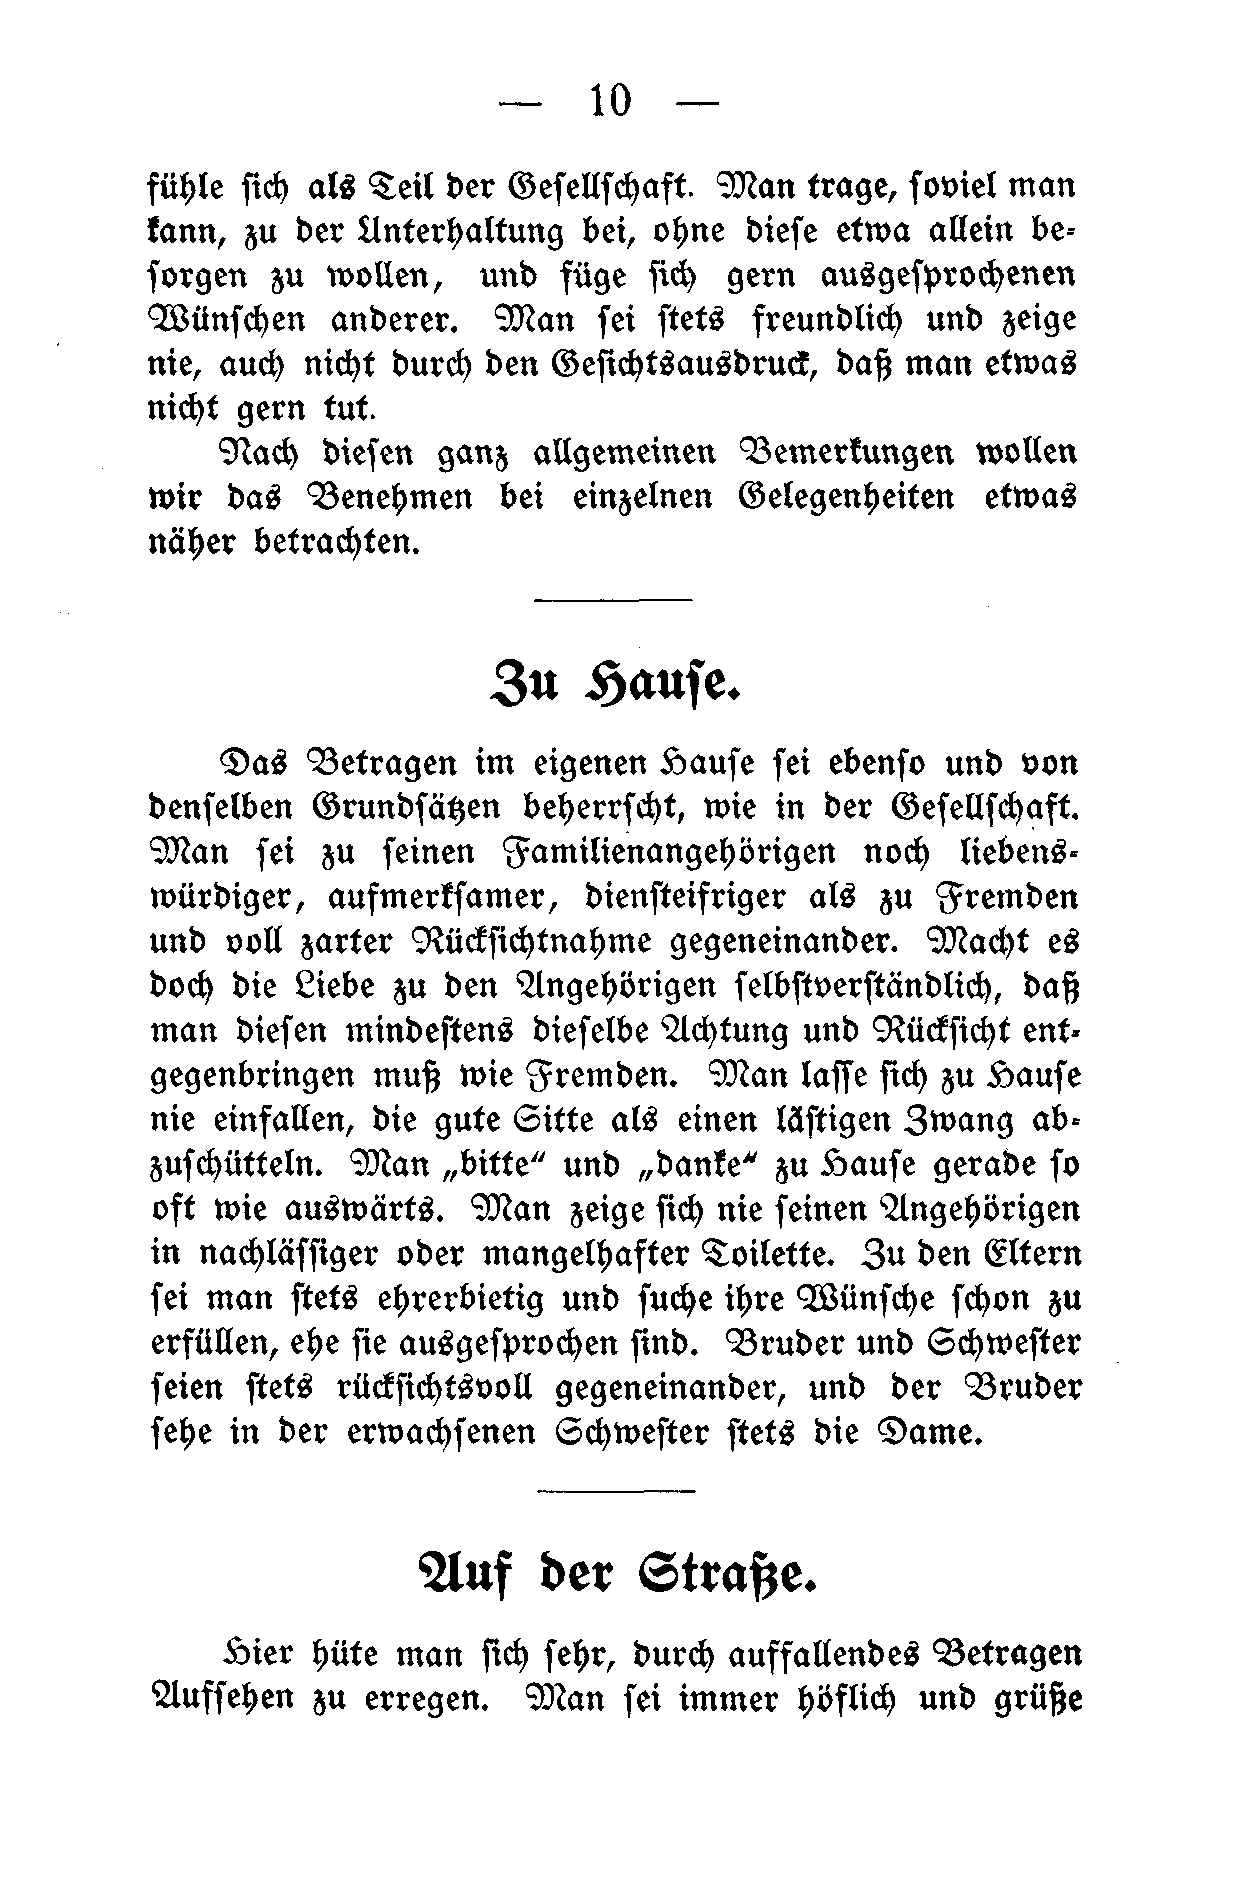 — 10 —
fühle sich als Teil der Gesellschaft. Man trage, soviel man
kann, zu der Unterhaltung bei, ohne diese etwa allein be-
sorgen zu wollen, und füge sich gern ausgesprochenen
Wünschen anderer. Man sei stets freundlich und zeige
nie, auch nicht durch den Gesichtsausdruck, daß man etwas
nicht gern tut.
Nach diesen ganz allgemeinen Bemerkungen wollen
wir das Benehmen bei einzelnen Gelegenheiten etwas
näher betrachten.
Zu Hause.
Das Betragen im eigenen Hause sei ebenso und von
denselben Grundsätzen beherrscht, wie in der Gesellschaft.
Man sei zu seinen Familienangehörigen noch liebens-
würdiger, aufmerksamer, diensteifriger als zu Fremden
und voll zarter Rücksichtnahme gegeneinander. Macht es
doch die Liebe zu den Angehörigen selbstverständlich, daß
man diesen mindestens dieselbe Achtung und Rücksicht ent-
gegenbringen muß wie Fremden. Man lasse sich zu Hause
nie einfallen, die gute Sitte als einen lästigen Zwang ab-
zuschütteln. Man „bitte“ und „danke“ zu Hause gerade so
oft wie auswärts. Man zeige sich nie seinen Angehörigen
in nachlässiger oder mangelhafter Toilette. Zu den Eltern
sei man stets ehrerbietig und suche ihre Wünsche schon zu
erfüllen, ehe sie ausgesprochen sind. Bruder und Schwester
seien stets rücksichtsvoll gegeneinander, und der Bruder
sehe in der erwachsenen Schwester stets die Dame.
Auf der Straße.
Hier hüte man sich sehr, durch auffallendes Betragen
Aufsehen zu erregen. Man sei immer höflich und grüße